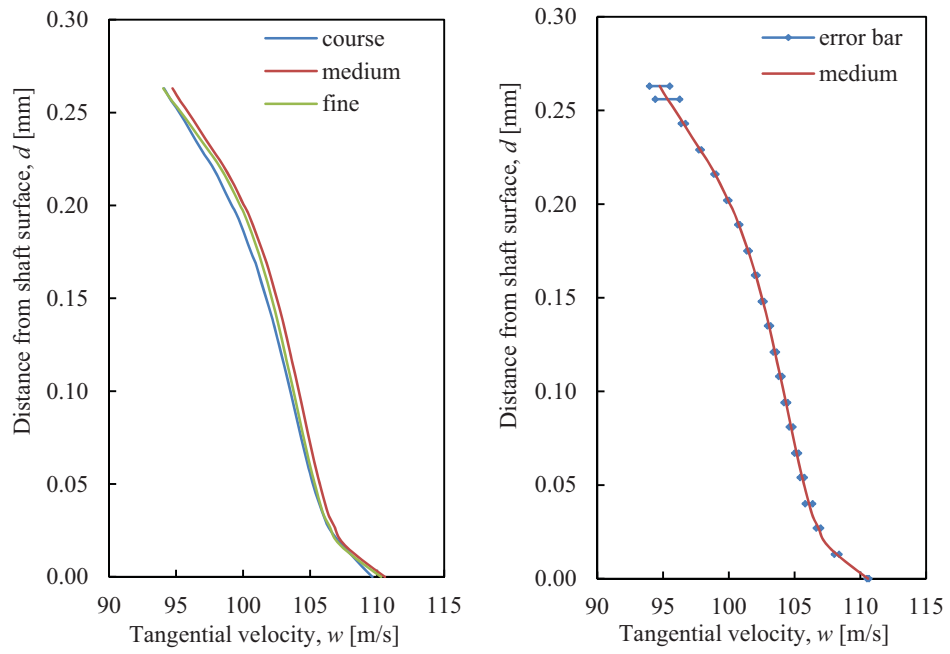 0.30
0.25
0.20
0.15
0.10
0.05
0.00
90
95
100
105
110
115
Distance from shaft surface, d [mm]
Tangential velocity, w [m/s]
course
medium
fine
0.30
0.25
0.20
0.15
0.10
0.05
0.00
90
95
100
105
110
115
Distance from shaft surface, d [mm]
Tangential velocity, w [m/s]
error bar
medium